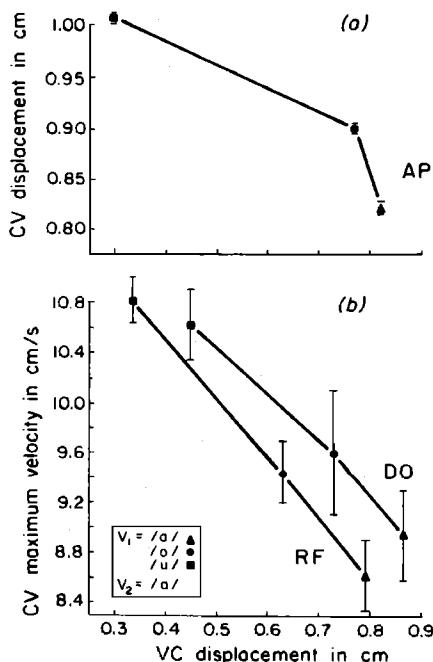 (a)
CV displacement in cm
1.00
0.95
0.90
0.85
0.80
AP
(b)
CV maximum velocity in cm/s
10.8
10.4
10.0
9.6
9.2
8.8
8.4
DO
RF
V₁ = /a/ ▲
/o/ ●
/u/ ■
V₂ = /a/
0.3 0.4 0.5 0.6 0.7 0.8 0.9
VC displacement in cm